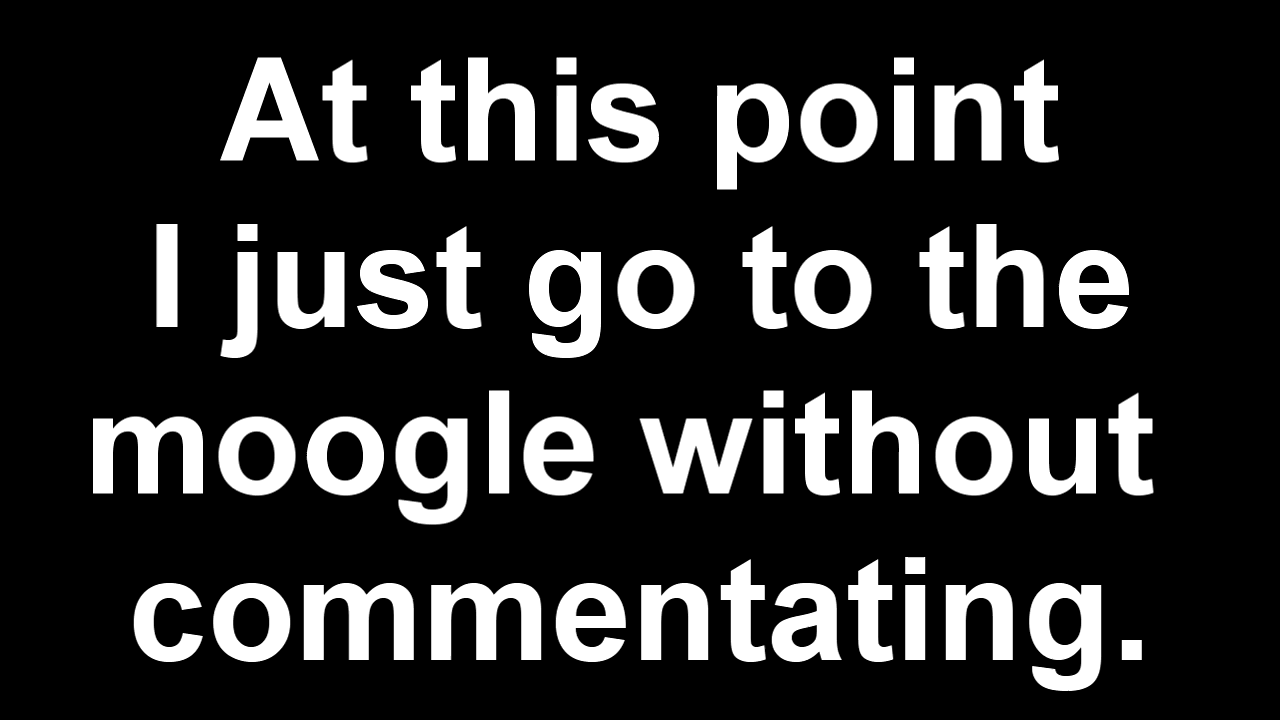 At this point
I just go to the
moogle without
commentating.